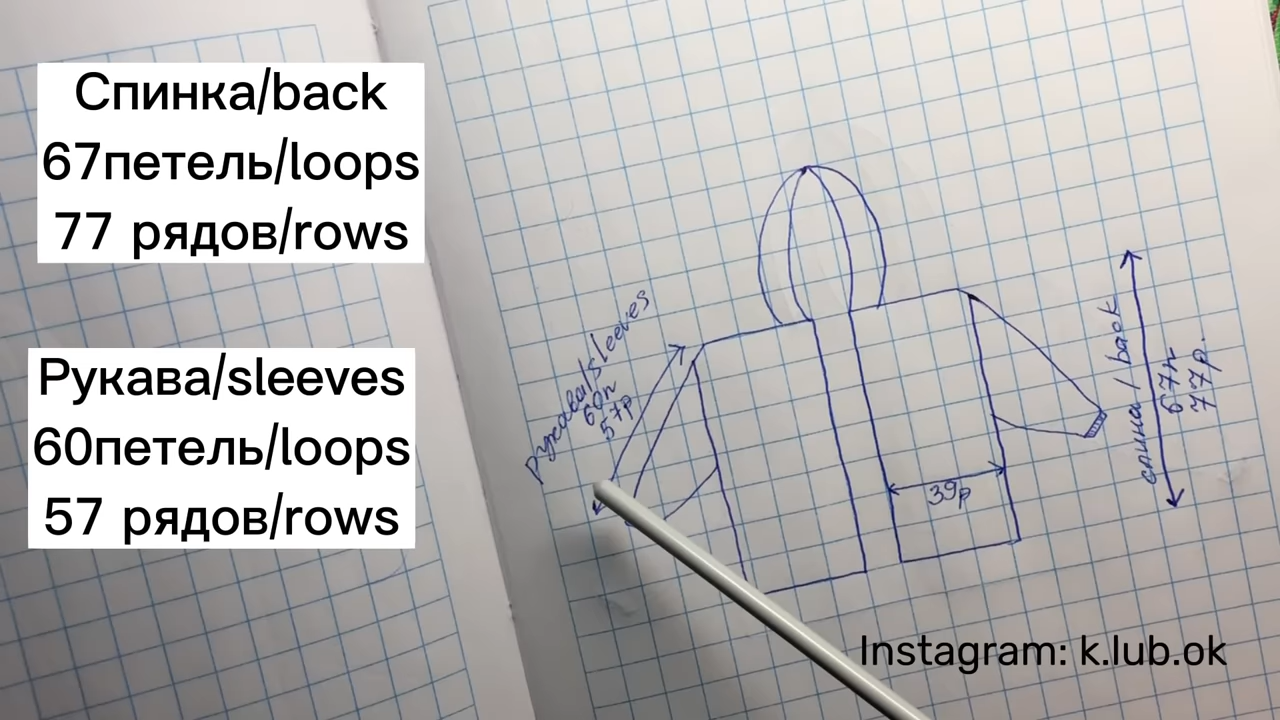 Спинка/back
67петель/loops
77 рядов/rows
Рукава/sleeves
60петель/loops
57 рядов/rows
рукава/sleeves
60п
57р
39р
спина/back
67п
77р.
Instagram: k.lub.ok